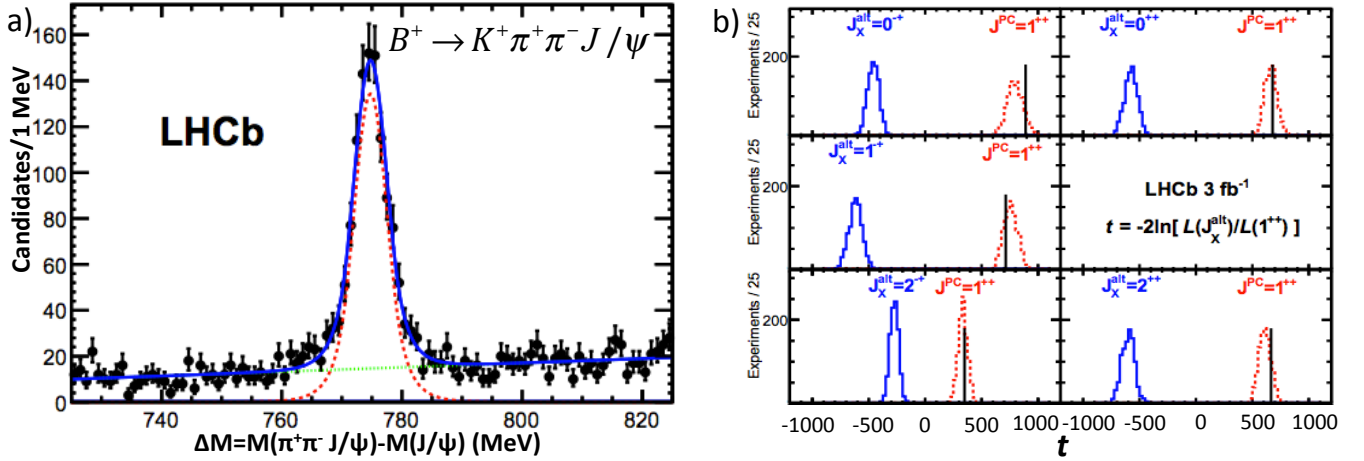 a)
B⁺ → K⁺π⁺π⁻J/ψ
LHCb
Candidates/1 MeV
160
140
120
100
80
60
40
20
0
740 760 780 800 820
ΔM=M(π⁺π⁻ J/ψ)-M(J/ψ) (MeV)
b)
J_X^alt=0⁻⁺ J^PC=1⁺⁺ J_X^alt=0⁺⁺ J^PC=1⁺⁺
Experiments / 25
200
J_X^alt=1⁻⁺ J^PC=1⁺⁺
Experiments / 25
200
LHCb 3 fb⁻¹
t = -2ln[ L(J_X^alt)/L(1⁺⁺) ]
J_X^alt=2⁻⁺ J^PC=1⁺⁺ J_X^alt=2⁺⁺ J^PC=1⁺⁺
Experiments / 25
200
-1000 -500 0 500 1000 -1000 -500 0 500 1000
t